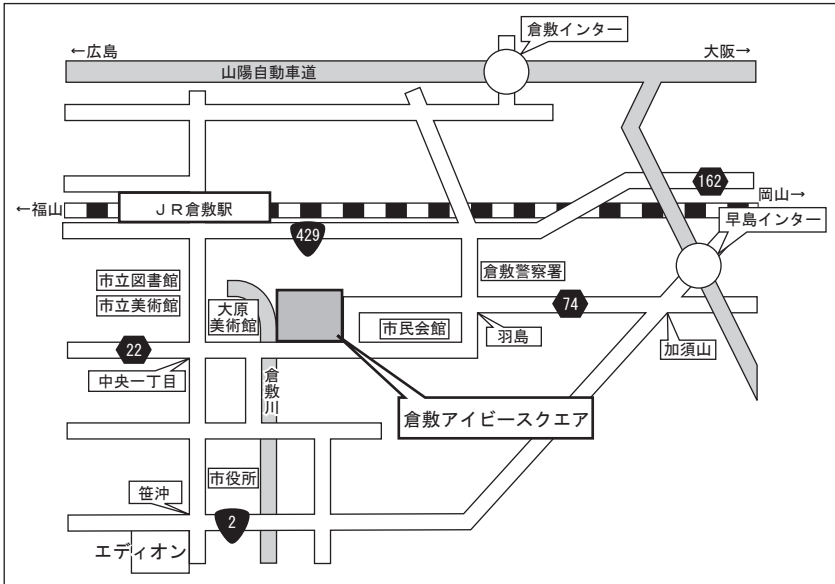 倉敷インター
←広島
大阪→
山陽自動車道
162
岡山→
←福山
JR倉敷駅
429
早島インター
倉敷警察署
市立図書館
市立美術館
大原
美術館
74
市民会館
羽島
加須山
22
中央一丁目
倉敷川
倉敷アイビースクエア
市役所
笹沖
2
エディオン